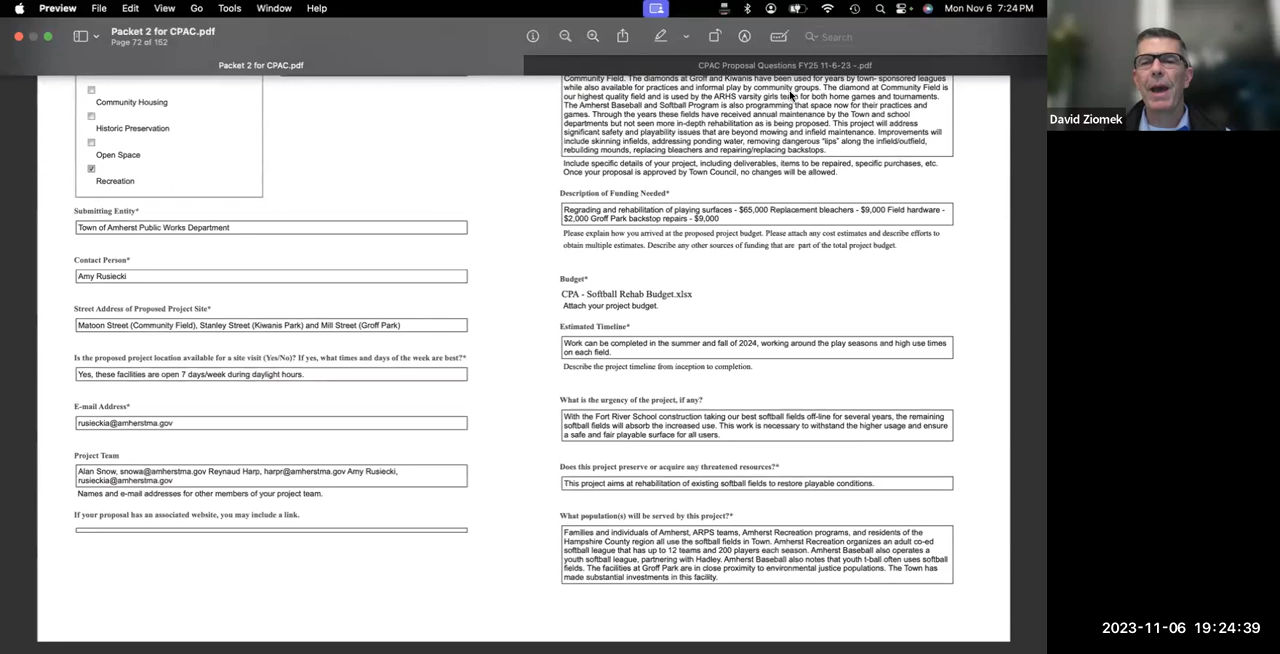 Preview File Edit View Go Tools Window Help Mon Nov 6 7:24 PM
Packet 2 for CPAC.pdf
Page 72 of 152
Search
Packet 2 for CPAC.pdf
CPAC Proposal Questions FY25 11-6-23 -.pdf
Community Housing
Historic Preservation
Open Space
Recreation
Submitting Entity*
Town of Amherst Public Works Department
Contact Person*
Amy Rusiecki
Street Address of Proposed Project Site*
Matoon Street (Community Field), Stanley Street (Kiwanis Park) and Mill Street (Groff Park)
Is the proposed project location available for a site visit (Yes/No)? If yes, what times and days of the week are best?*
Yes, these facilities are open 7 days/week during daylight hours.
E-mail Address*
rusieckia@amherstma.gov
Project Team
Alan Snow, snowa@amherstma.gov Reynaud Harp, harpr@amherstma.gov Amy Rusiecki,
rusieckia@amherstma.gov
Names and e-mail addresses for other members of your project team.
If your proposal has an associated website, you may include a link.
Community Field. The diamonds at Groff and Kiwanis have been used for years by town- sponsored leagues
while also available for practices and informal play by community groups. The diamond at Community Field is
our highest quality field and is used by the ARHS varsity girls team for both home games and tournaments.
The Amherst Baseball and Softball Program is also programming that space now for their practices and
games. Through the years these fields have received annual maintenance by the Town and school
departments but not seen more in-depth rehabilitation as is being proposed. This project will address
significant safety and playability issues that are beyond mowing and infield maintenance. Improvements will
include skinning infields, addressing ponding water, removing dangerous "lips" along the infield/outfield,
rebuilding mounds, replacing bleachers and repairing/replacing backstops.
Include specific details of your project, including deliverables, items to be repaired, specific purchases, etc.
Once your proposal is approved by Town Council, no changes will be allowed.
Description of Funding Needed*
Regrading and rehabilitation of playing surfaces - $65,000 Replacement bleachers - $9,000 Field hardware -
$2,000 Groff Park backstop repairs - $9,000
Please explain how you arrived at the proposed project budget. Please attach any cost estimates and describe efforts to
obtain multiple estimates. Describe any other sources of funding that are part of the total project budget.
Budget*
CPA - Softball Rehab Budget.xlsx
Attach your project budget.
Estimated Timeline*
Work can be completed in the summer and fall of 2024, working around the play seasons and high use times
on each field.
Describe the project timeline from inception to completion.
What is the urgency of the project, if any?
With the Fort River School construction taking our best softball fields off-line for several years, the remaining
softball fields will absorb the increased use. This work is necessary to withstand the higher usage and ensure
a safe and fair playable surface for all users.
Does this project preserve or acquire any threatened resources?*
This project aims at rehabilitation of existing softball fields to restore playable conditions.
What population(s) will be served by this project?*
Families and individuals of Amherst, ARPS teams, Amherst Recreation programs, and residents of the
Hampshire County region all use the softball fields in Town. Amherst Recreation organizes an adult co-ed
softball league that has up to 12 teams and 200 players each season. Amherst Baseball also operates a
youth softball league, partnering with Hadley. Amherst Baseball also notes that youth t-ball often uses softball
fields. The facilities at Groff Park are in close proximity to environmental justice populations. The Town has
made substantial investments in this facility.
David Ziomek
2023-11-06 19:24:39